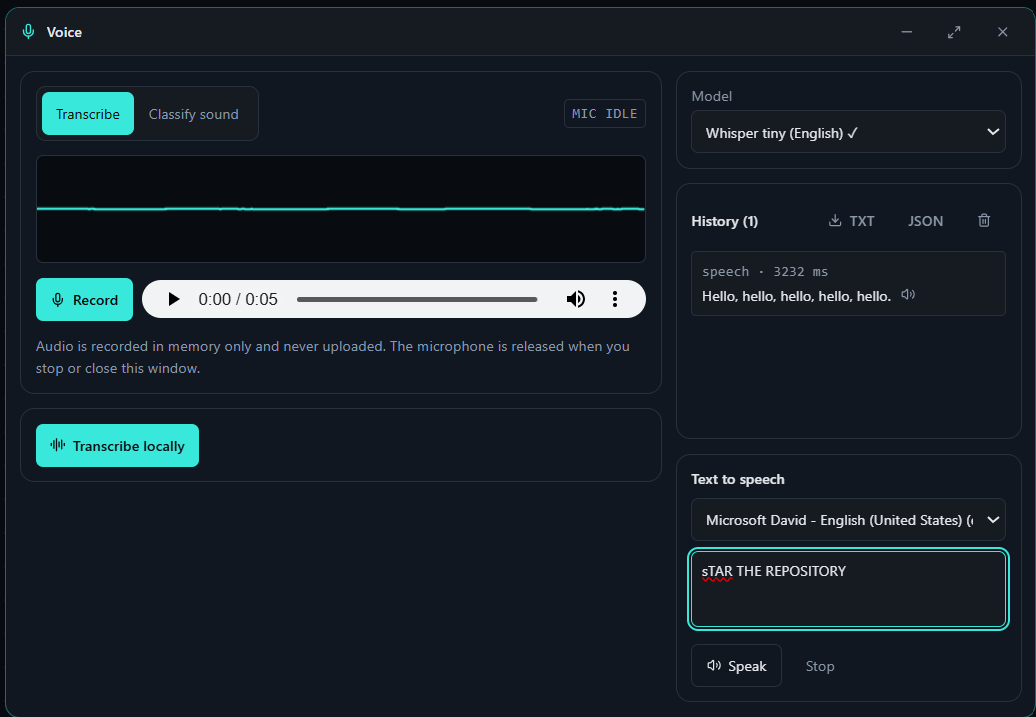 Voice
Transcribe
Classify sound
MIC IDLE
Record
0:00 / 0:05
Audio is recorded in memory only and never uploaded. The microphone is released when you
stop or close this window.
Transcribe locally
Model
Whisper tiny (English) ✓
History (1)
TXT
JSON
speech · 3232 ms
Hello, hello, hello, hello, hello.
Text to speech
Microsoft David - English (United States) (
sTAR THE REPOSITORY
Speak
Stop